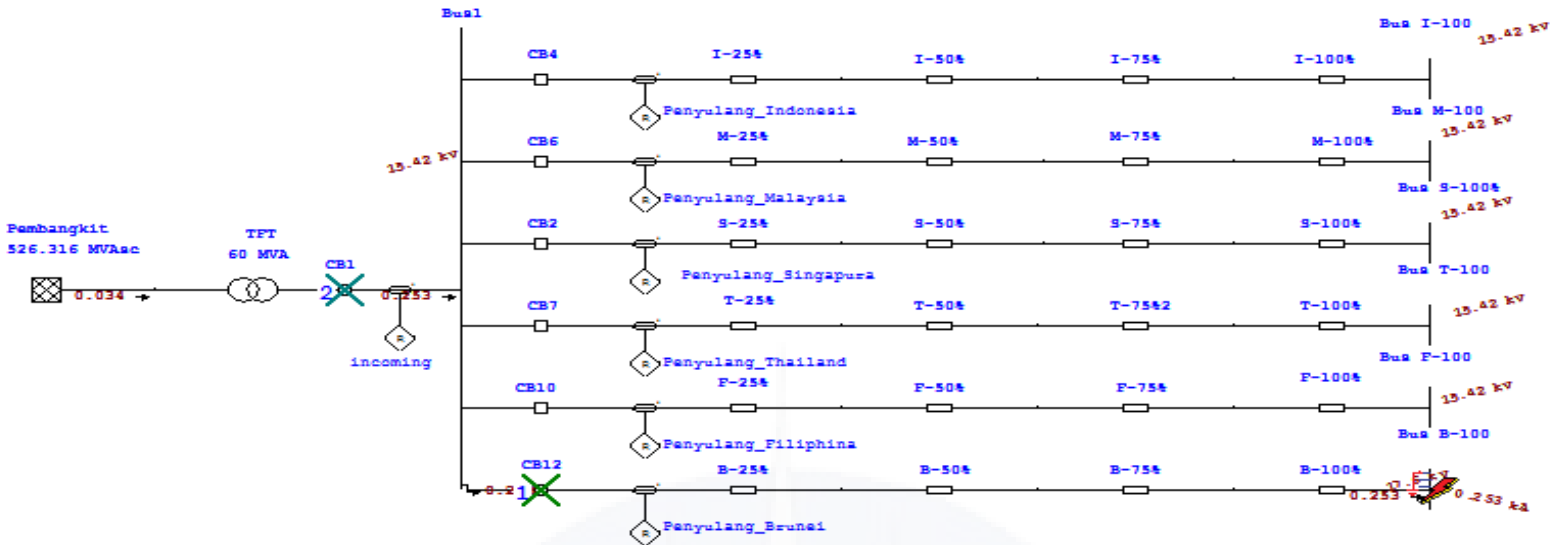 Bus1
Bus I-100
CB4
I-25%
I-50%
I-75%
I-100%
15.42 kV
R
Penyulang_Indonesia
Bus M-100
CB6
M-25%
M-50%
M-75%
M-100%
15.42 kV
15.42 kV
R
Penyulang_Malaysia
Bus S-100%
CB2
S-25%
S-50%
S-75%
S-100%
15.42 kV
Pembangkit
526.316 MVAsc
TFT
60 MVA
CB1
R
Penyulang_Singapura
Bus T-100
0.034
2
0.253
CB7
T-25%
T-50%
T-75%2
T-100%
15.42 kV
R
incoming
R
Penyulang_Thailand
Bus F-100
CB10
F-25%
F-50%
F-75%
F-100%
15.42 kV
R
Penyulang_Filiphina
Bus B-100
CB12
B-25%
B-50%
B-75%
B-100%
1
0.253
0.253 kA
R
Penyulang_Brunei